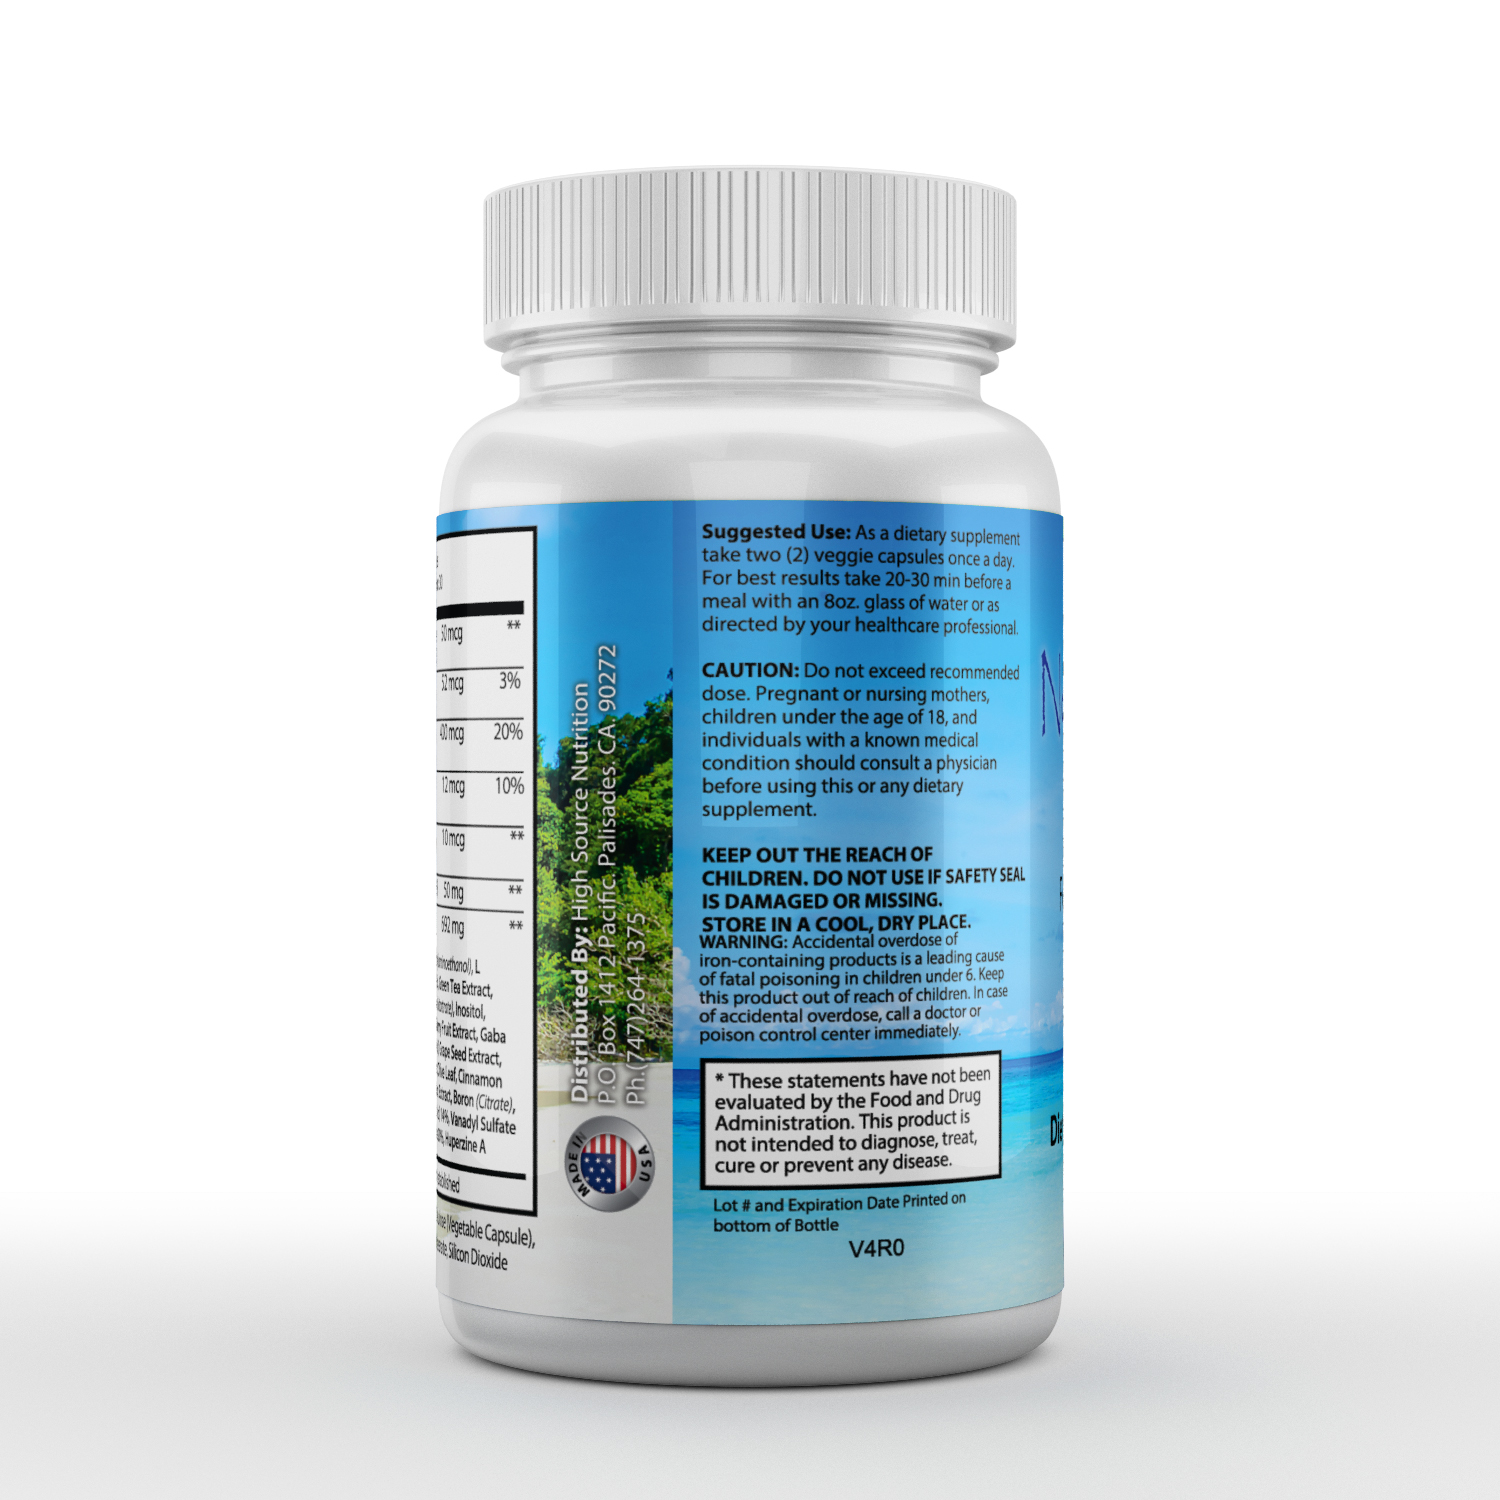 50 mcg **
52 mcg 3%
400 mcg 20%
12 mcg 10%
10 mcg **
50 mg **
692 mg **
L
Green Tea Extract,
Inositol,
Fruit Extract, Gaba
Grape Seed Extract,
Olive Leaf, Cinnamon
Extract, Boron (Citrate),
14%, Vanadyl Sulfate
Huperzine A
(Vegetable Capsule),
Silicon Dioxide
Distributed By: High Source Nutrition
P.O. Box 1412 Pacific. Palisades. CA. 90272
Ph.(747)264-1375
MADE IN USA
Suggested Use: As a dietary supplement
take two (2) veggie capsules once a day.
For best results take 20-30 min before a
meal with an 8oz. glass of water or as
directed by your healthcare professional.
CAUTION: Do not exceed recommended
dose. Pregnant or nursing mothers,
children under the age of 18, and
individuals with a known medical
condition should consult a physician
before using this or any dietary
supplement.
KEEP OUT THE REACH OF
CHILDREN. DO NOT USE IF SAFETY SEAL
IS DAMAGED OR MISSING.
STORE IN A COOL, DRY PLACE.
WARNING: Accidental overdose of
iron-containing products is a leading cause
of fatal poisoning in children under 6. Keep
this product out of reach of children. In case
of accidental overdose, call a doctor or
poison control center immediately.
* These statements have not been
evaluated by the Food and Drug
Administration. This product is
not intended to diagnose, treat,
cure or prevent any disease.
Lot # and Expiration Date Printed on
bottom of Bottle
V4R0